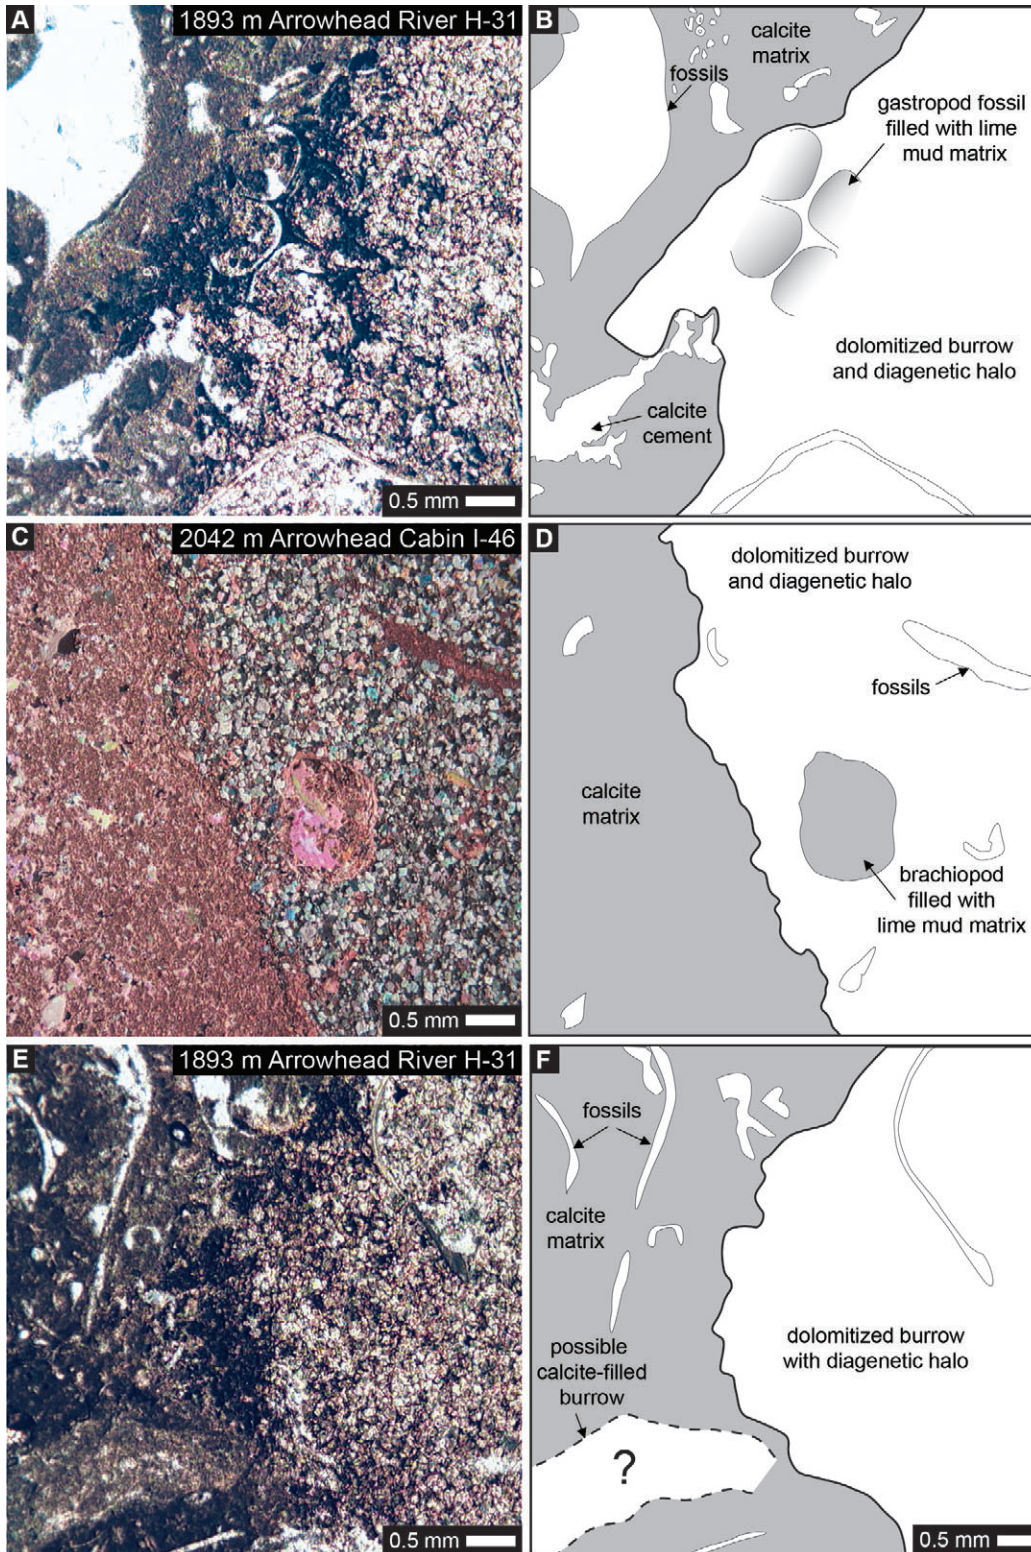 A
1893 m Arrowhead River H-31
0.5 mm
B
calcite
matrix
fossils
gastropod fossil
filled with lime
mud matrix
dolomitized burrow
and diagenetic halo
calcite
cement
C
2042 m Arrowhead Cabin I-46
0.5 mm
D
dolomitized burrow
and diagenetic halo
fossils
calcite
matrix
brachiopod
filled with
lime mud matrix
E
1893 m Arrowhead River H-31
0.5 mm
F
fossils
calcite
matrix
dolomitized burrow
with diagenetic halo
possible
calcite-filled
burrow
?
0.5 mm